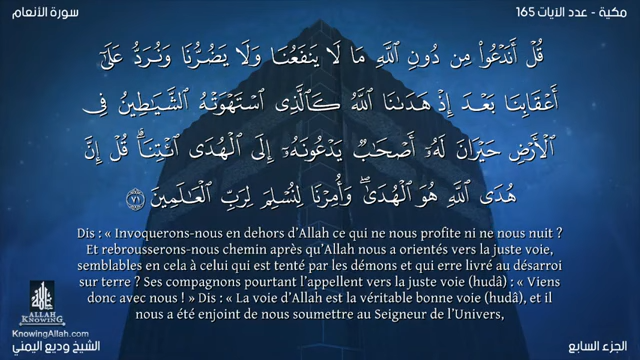 سورة الأنعام
مكية - عدد الآيات 165
قُلْ أَنَدْعُوا۟ مِن دُونِ ٱللَّهِ مَا لَا يَنفَعُنَا وَلَا يَضُرُّنَا وَنُرَدُّ عَلَىٰٓ
أَعْقَابِنَا بَعْدَ إِذْ هَدَىٰنَا ٱللَّهُ كَٱلَّذِى ٱسْتَهْوَتْهُ ٱلشَّيَـٰطِينُ فِى
ٱلْأَرْضِ حَيْرَانَ لَهُۥٓ أَصْحَـٰبٌ يَدْعُونَهُۥٓ إِلَى ٱلْهُدَى ٱئْتِنَا ۗ قُلْ إِنَّ
هُدَى ٱللَّهِ هُوَ ٱلْهُدَىٰ ۖ وَأُمِرْنَا لِنُسْلِمَ لِرَبِّ ٱلْعَـٰلَمِينَ ٧١
Dis : « Invoquerons-nous en dehors d’Allah ce qui ne nous profite ni ne nous nuit ?
Et rebrousserons-nous chemin après qu’Allah nous a orientés vers la juste voie,
semblables en cela à celui qui est tenté par les démons et qui erre livré au désarroi
sur terre ? Ses compagnons pourtant l’appellent vers la juste voie (hudâ) : « Viens
donc avec nous ! » Dis : « La voie d’Allah est la véritable bonne voie (hudâ), et il
nous a été enjoint de nous soumettre au Seigneur de l’Univers,
ALLAH
KNOWING
KnowingAllah.com
الشيخ وديع اليمني
الجزء السابع